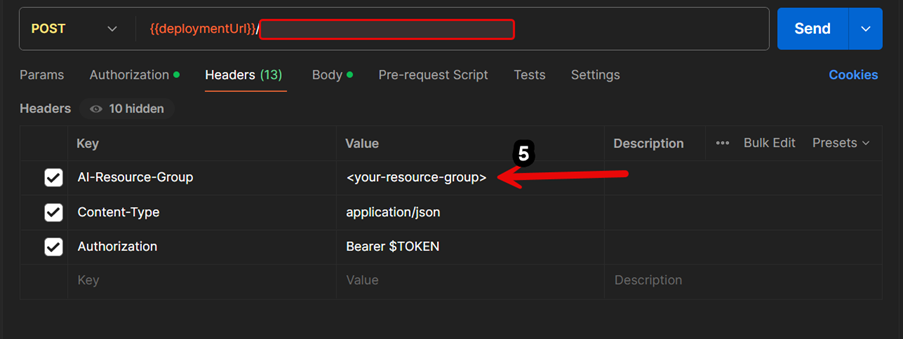 POST {{deploymentUrl}}/ Send
Params Authorization Headers (13) Body Pre-request Script Tests Settings Cookies
Headers 10 hidden
Key Value Description ••• Bulk Edit Presets
5
AI-Resource-Group <your-resource-group>
Content-Type application/json
Authorization Bearer $TOKEN
Key Value Description